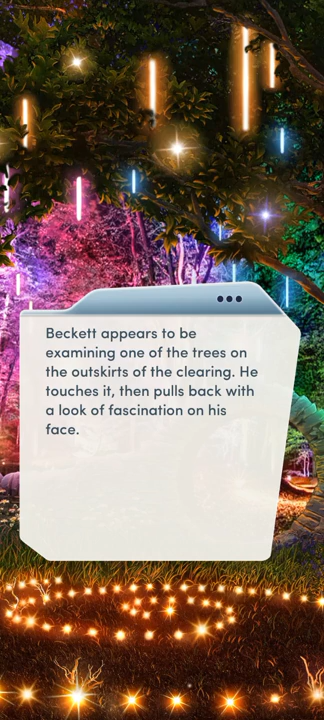 Beckett appears to be
examining one of the trees on
the outskirts of the clearing. He
touches it, then pulls back with
a look of fascination on his
face.